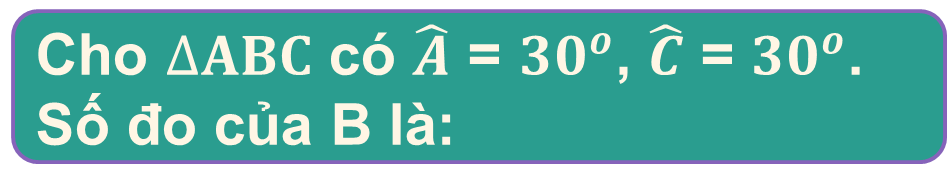 Cho ΔABC có Â = 30ᵒ, Ĉ = 30ᵒ.
Số đo của B là: